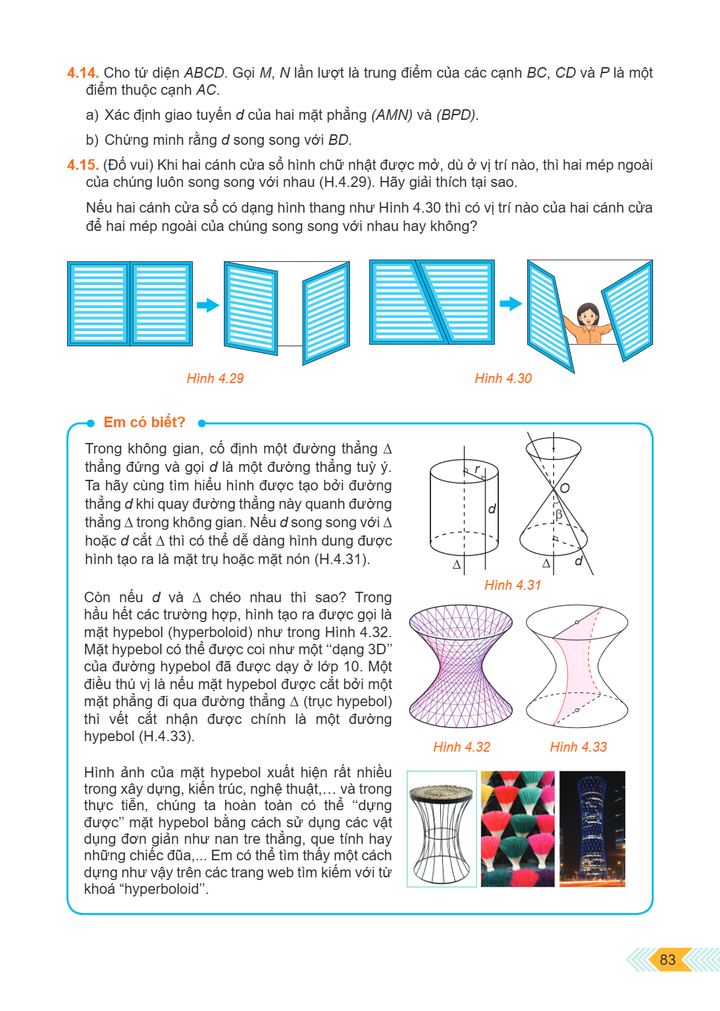 4.14. Cho tứ diện ABCD. Gọi M, N lần lượt là trung điểm của các cạnh BC, CD và P là một
điểm thuộc cạnh AC.
a) Xác định giao tuyến d của hai mặt phẳng (AMN) và (BPD).
b) Chứng minh rằng d song song với BD.
4.15. (Đố vui) Khi hai cánh cửa sổ hình chữ nhật được mở, dù ở vị trí nào, thì hai mép ngoài
của chúng luôn song song với nhau (H.4.29). Hãy giải thích tại sao.
Nếu hai cánh cửa sổ có dạng hình thang như Hình 4.30 thì có vị trí nào của hai cánh cửa
để hai mép ngoài của chúng song song với nhau hay không?
Hình 4.29
Hình 4.30
Em có biết?
Trong không gian, cố định một đường thẳng Δ
thẳng đứng và gọi d là một đường thẳng tuỳ ý.
Ta hãy cùng tìm hiểu hình được tạo bởi đường
thẳng d khi quay đường thẳng này quanh đường
thẳng Δ trong không gian. Nếu d song song với Δ
hoặc d cắt Δ thì có thể dễ dàng hình dung được
hình tạo ra là mặt trụ hoặc mặt nón (H.4.31).
r
d
Δ
O
β
Δ
d
Hình 4.31
Còn nếu d và Δ chéo nhau thì sao? Trong
hầu hết các trường hợp, hình tạo ra được gọi là
mặt hypebol (hyperboloid) như trong Hình 4.32.
Mặt hypebol có thể được coi như một “dạng 3D”
của đường hypebol đã được dạy ở lớp 10. Một
điều thú vị là nếu mặt hypebol được cắt bởi một
mặt phẳng đi qua đường thẳng Δ (trục hypebol)
thì vết cắt nhận được chính là một đường
hypebol (H.4.33).
Hình 4.32
Hình 4.33
Hình ảnh của mặt hypebol xuất hiện rất nhiều
trong xây dựng, kiến trúc, nghệ thuật,… và trong
thực tiễn, chúng ta hoàn toàn có thể “dựng
được” mặt hypebol bằng cách sử dụng các vật
dụng đơn giản như nan tre thẳng, que tính hay
những chiếc đũa,... Em có thể tìm thấy một cách
dựng như vậy trên các trang web tìm kiếm với từ
khoá “hyperboloid”.
83